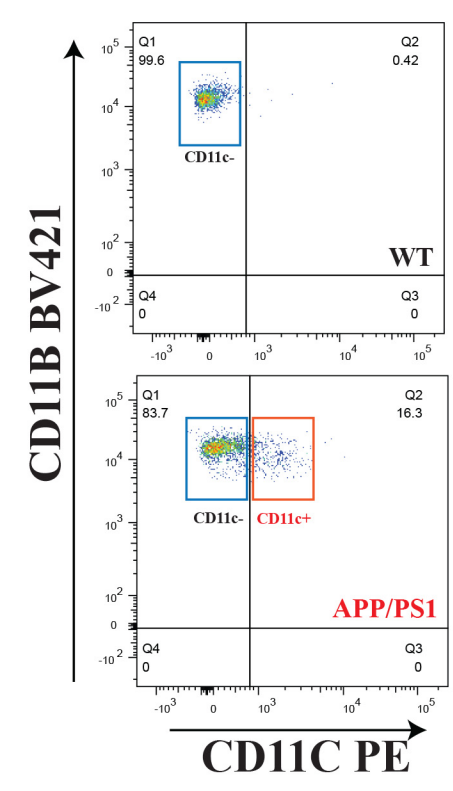 CD11B BV421
Q1
99.6
Q2
0.42
CD11c-
WT
Q4
0
Q3
0
10^5
10^4
10^3
10^2
0
-10^2
-10^3
0
10^3
10^4
10^5
Q1
83.7
Q2
16.3
CD11c-
CD11c+
APP/PS1
Q4
0
Q3
0
10^5
10^4
10^3
10^2
0
-10^2
-10^3
0
10^3
10^4
10^5
CD11C PE